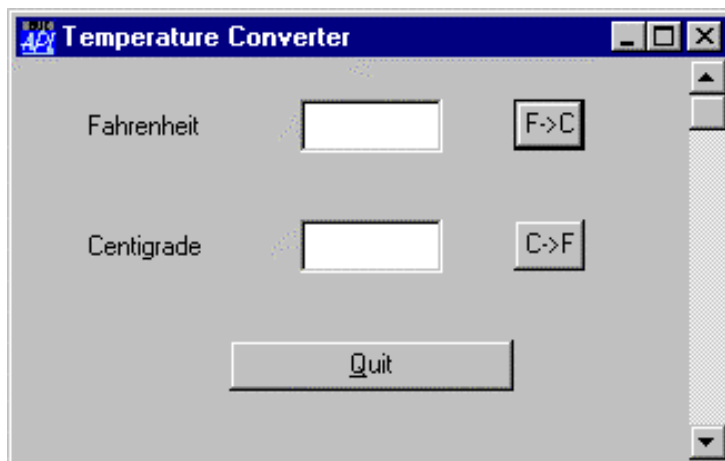 Temperature Converter
Fahrenheit F->C
Centigrade C->F
Quit